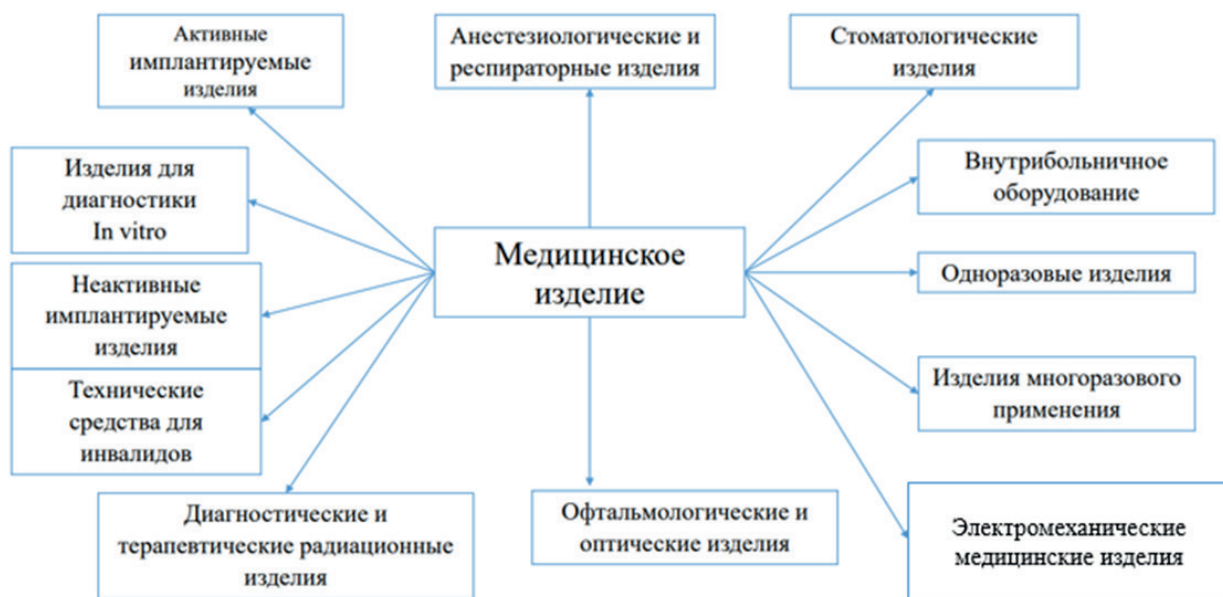 Активные
имплантируемые
изделия
Анестезиологические и
респираторные изделия
Стоматологические
изделия
Изделия для
диагностики
In vitro
Внутрибольничное
оборудование
Медицинское
изделие
Неактивные
имплантируемые
изделия
Одноразовые изделия
Технические
средства для
инвалидов
Изделия многоразового
применения
Диагностические и
терапевтические радиационные
изделия
Офтальмологические и
оптические изделия
Электромеханические
медицинские изделия